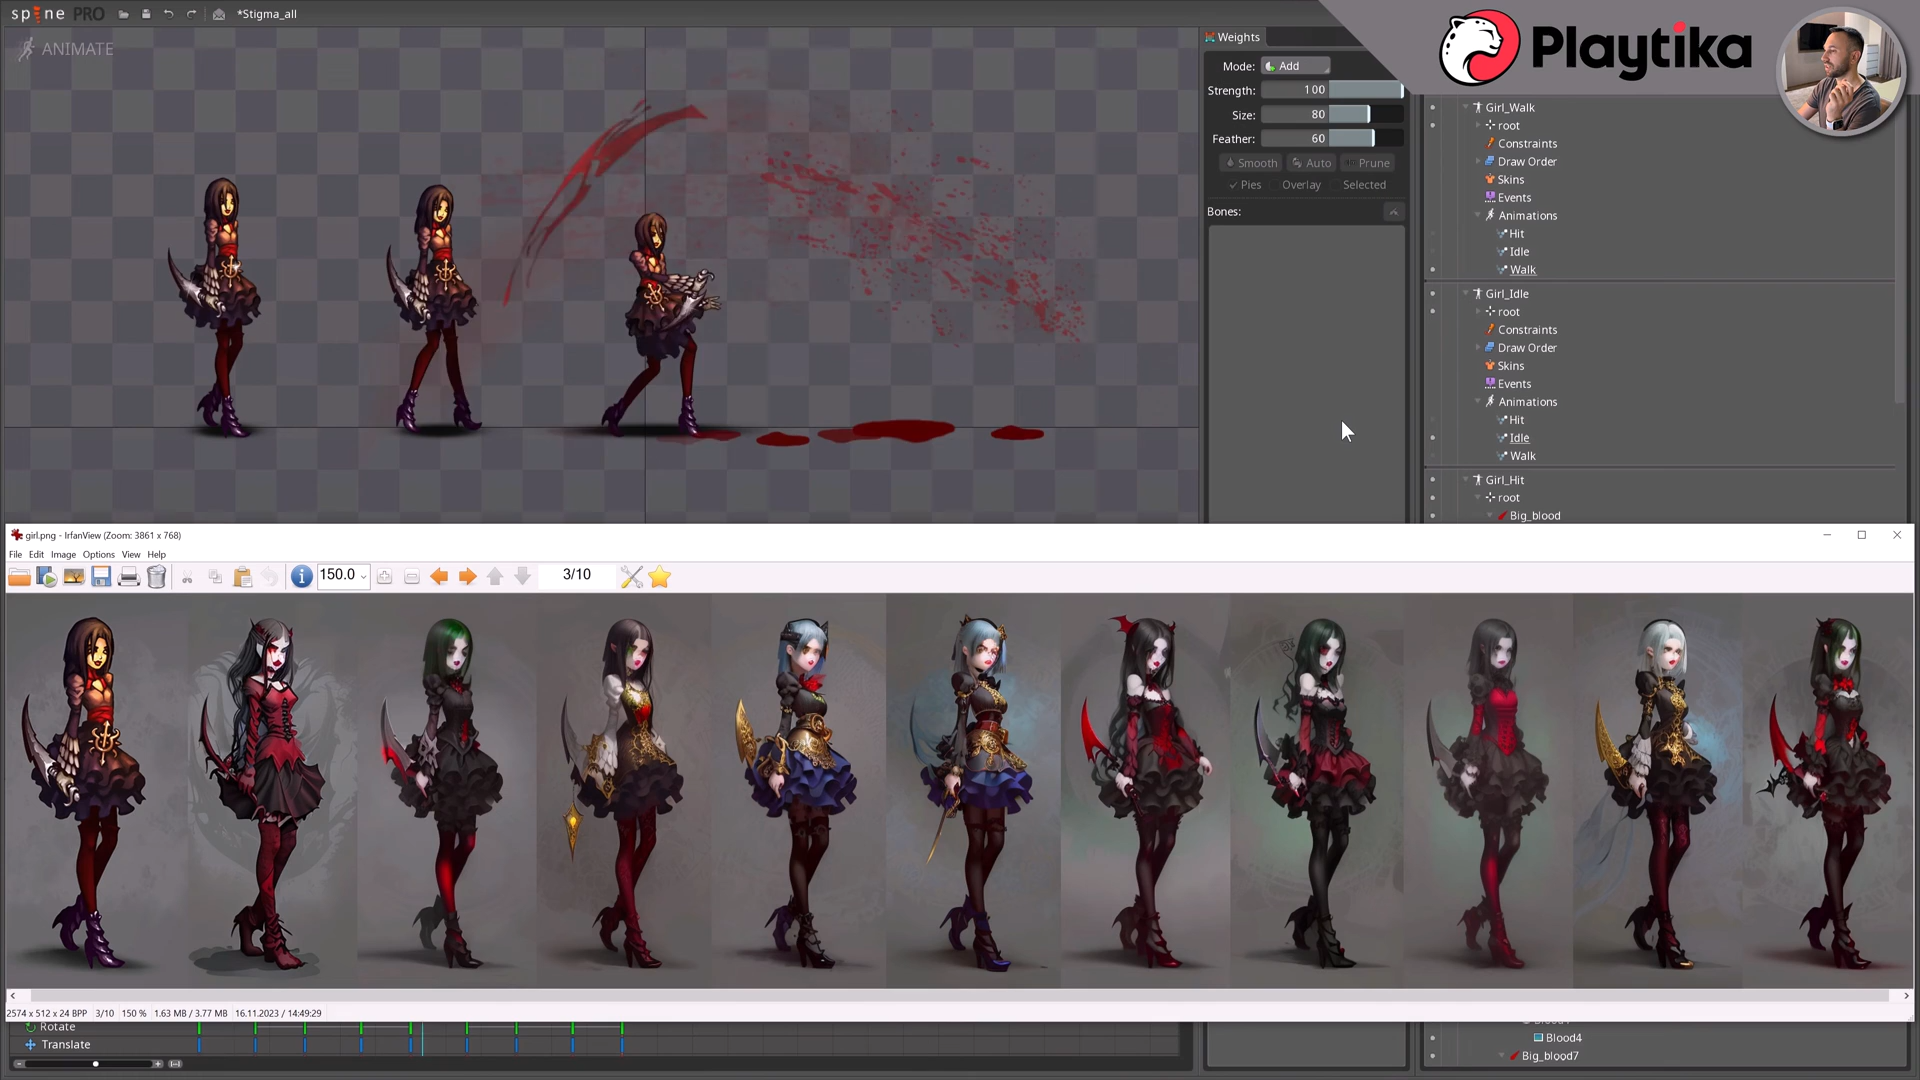 spine PRO
*Stigma_all
ANIMATE
Playtika
Weights
Mode: Add
Strength: 100
Size: 80
Feather: 60
Smooth Auto Prune
Pies Overlay Selected
Bones:
Girl_Walk
root
Constraints
Draw Order
Skins
Events
Animations
Hit
Idle
Walk
Girl_Idle
root
Constraints
Draw Order
Skins
Events
Animations
Hit
Idle
Walk
Girl_Hit
root
Big_blood
girl.png - IrfanView (Zoom: 3861 x 768)
File Edit Image Options View Help
150.0
3/10
2574 x 512 x 24 BPP 3/10 150 % 1.63 MB / 3.77 MB 16.11.2023 / 14:49:29
Rotate
Translate
Blood4
Big_blood7